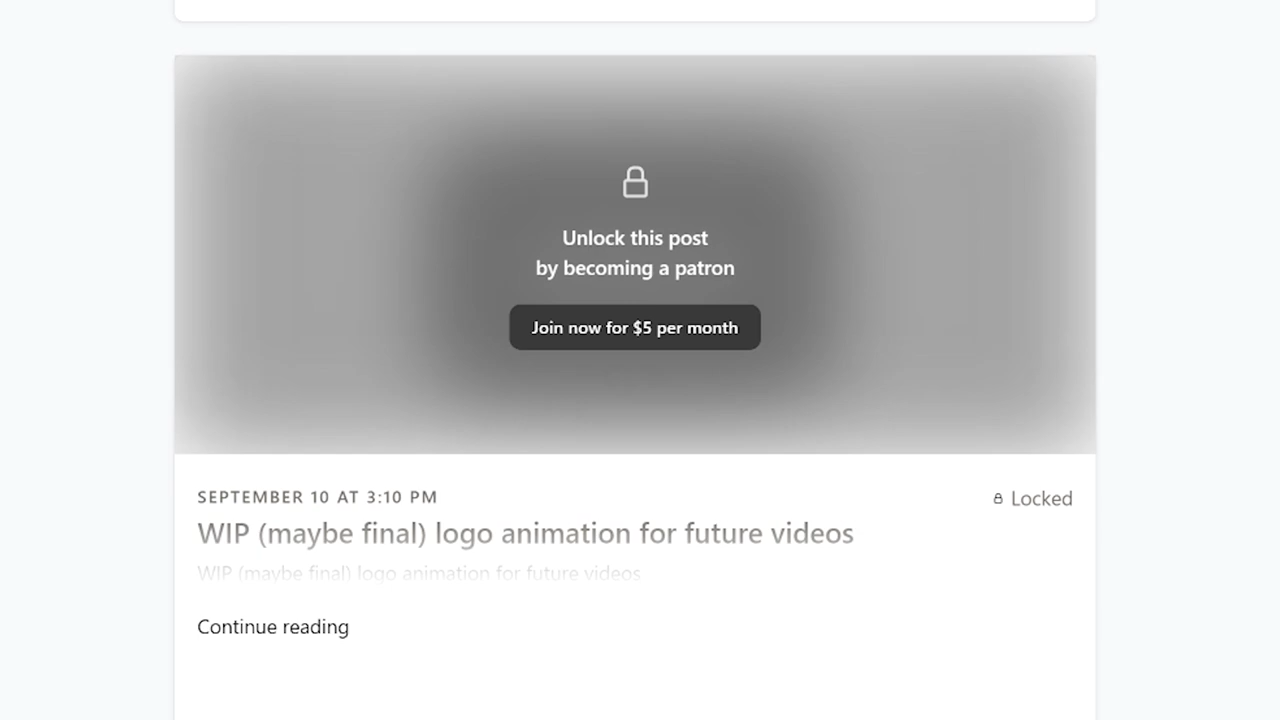 Unlock this post
by becoming a patron
Join now for $5 per month
SEPTEMBER 10 AT 3:10 PM
Locked
WIP (maybe final) logo animation for future videos
WIP (maybe final) logo animation for future videos
Continue reading